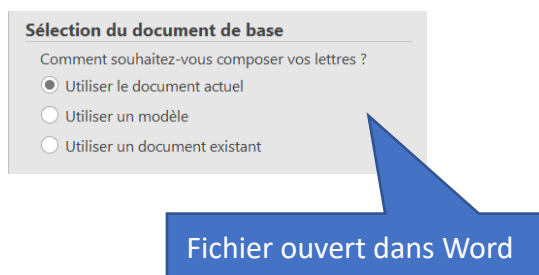 Sélection du document de base
Comment souhaitez-vous composer vos lettres ?
Utiliser le document actuel
Utiliser un modèle
Utiliser un document existant
Fichier ouvert dans Word